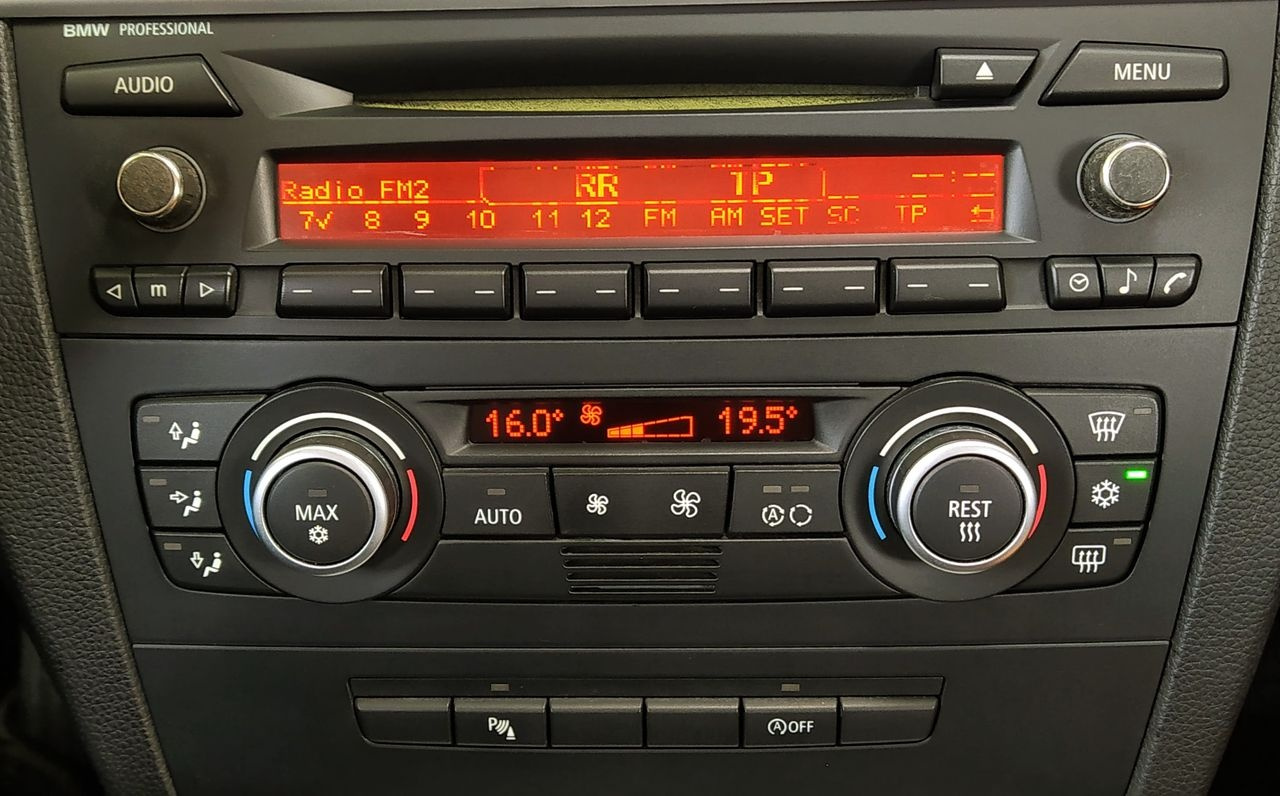 BMW PROFESSIONAL
AUDIO
MENU
Radio FM2 RR TP --:--
7√ 8 9 10 11 12 FM AM SET SC TP
m
16.0° 19.5°
MAX
AUTO
A
REST
P
A OFF